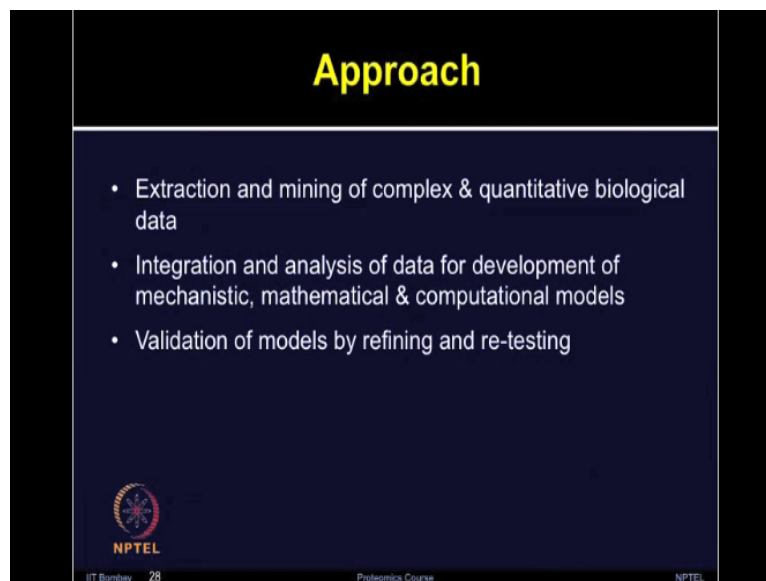 Approach
• Extraction and mining of complex & quantitative biological
data
• Integration and analysis of data for development of
mechanistic, mathematical & computational models
• Validation of models by refining and re-testing
NPTEL
IIT Bombay 28 Proteomics Course NPTEL